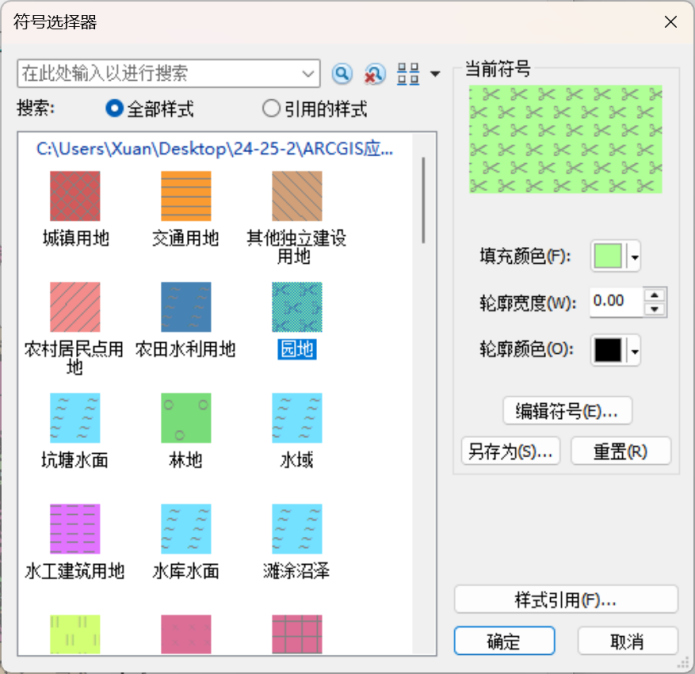 符号选择器
在此处输入以进行搜索
搜索:
全部样式
引用的样式
C:\Users\Xuan\Desktop\24-25-2\ARCGIS应...
城镇用地
交通用地
其他独立建设
用地
农村居民点用
地
农田水利用地
园地
坑塘水面
林地
水域
水工建筑用地
水库水面
滩涂沼泽
当前符号
填充颜色(F):
轮廓宽度(W):
0.00
轮廓颜色(O):
编辑符号(E)...
另存为(S)...
重置(R)
样式引用(F)...
确定
取消